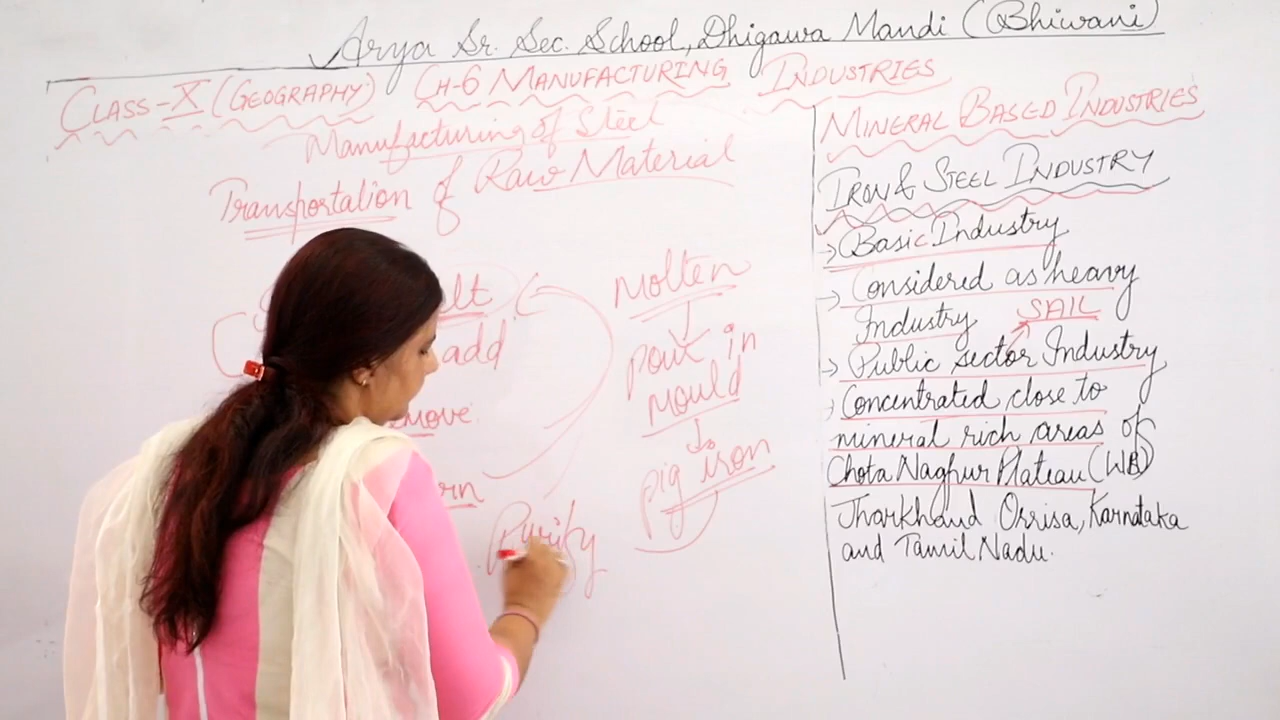 Arya Sr. Sec. School, Dhigawa Mandi (Bhiwani)
CLASS-X (GEOGRAPHY) CH-6 MANUFACTURING INDUSTRIES
Manufacturing of Steel
Transportation of Raw Material
add
Molten
pour in
mould
pig iron
Purify
MINERAL BASED INDUSTRIES
IRON & STEEL INDUSTRY
→ Basic Industry
→ Considered as heavy
Industry SAIL
→ Public sector Industry
→ Concentrated close to
mineral rich areas of
Chota Nagpur Plateau (WB)
Jharkhand Orrisa, Karnataka
and Tamil Nadu.